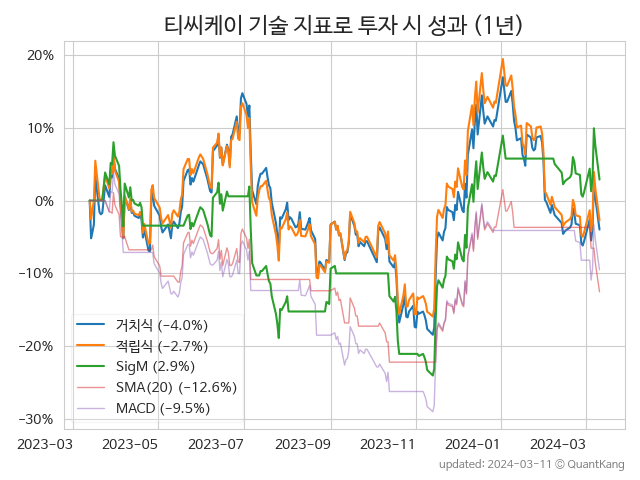 티씨케이 기술 지표로 투자 시 성과 (1년)
20%
10%
0%
−10%
−20%
−30%
거치식 (−4.0%)
적립식 (−2.7%)
SigM (2.9%)
SMA(20) (−12.6%)
MACD (−9.5%)
2023−03 2023−05 2023−07 2023−09 2023−11 2024−01 2024−03
updated: 2024-03-11 © QuantKang